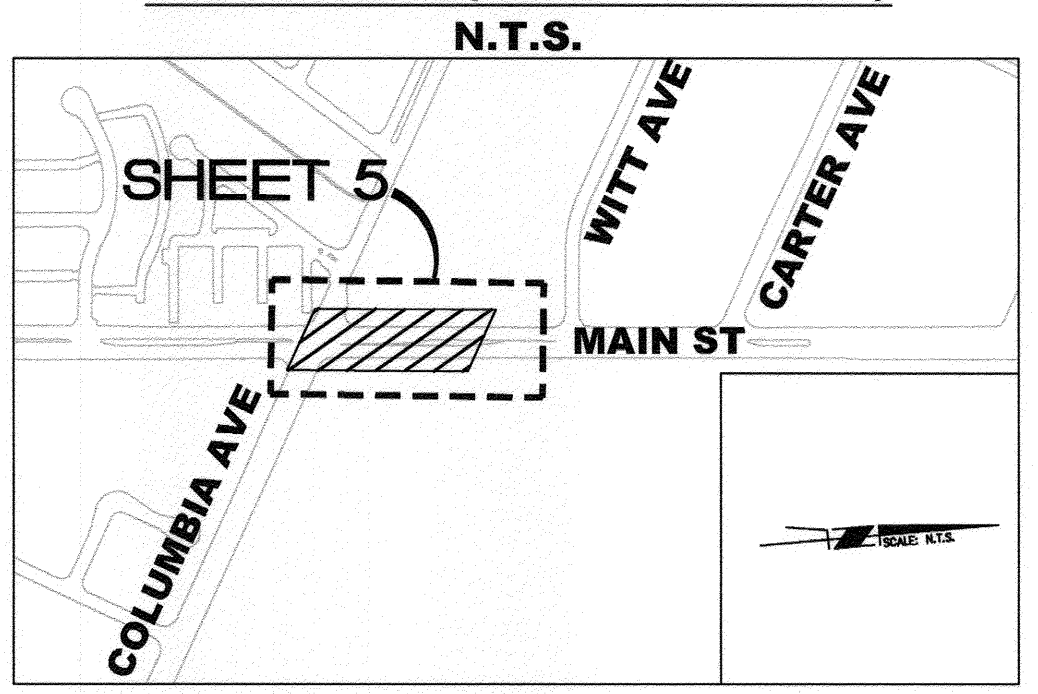 N.T.S.
WITT AVE
CARTER AVE
SHEET 5
MAIN ST
COLUMBIA AVE
SCALE: N.T.S.